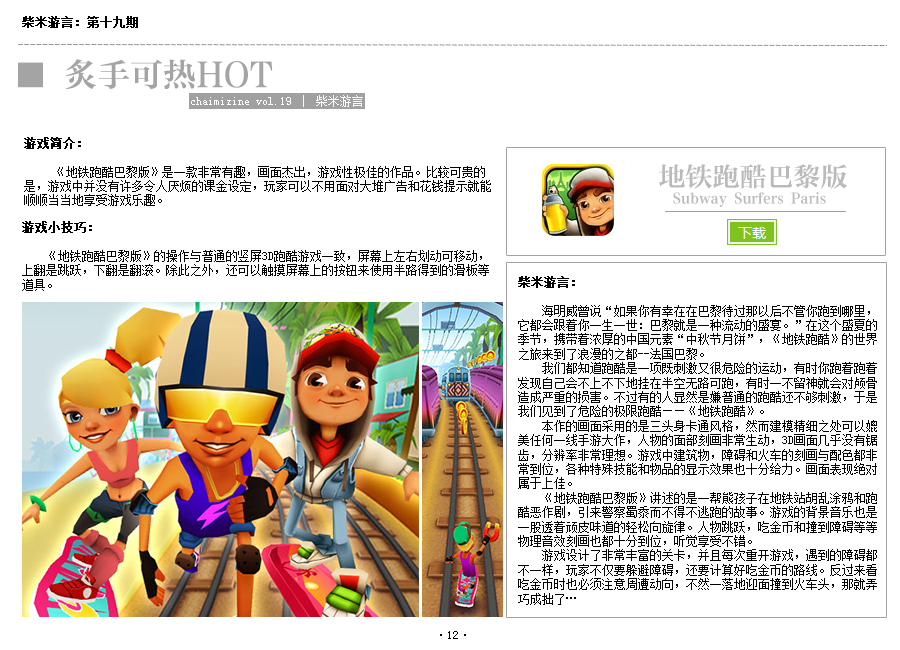 柴米游言：第十九期
炙手可热HOT
chaimizine vol.19 | 柴米游言
游戏简介：
《地铁跑酷巴黎版》是一款非常有趣，画面杰出，游戏性极佳的作品。比较可贵的
是，游戏中并没有许多令人厌烦的课金设定，玩家可以不用面对大堆广告和花钱提示就能
顺顺当当地享受游戏乐趣。
游戏小技巧：
《地铁跑酷巴黎版》的操作与普通的竖屏3D跑酷游戏一致，屏幕上左右划动可移动，
上翻是跳跃，下翻是翻滚。除此之外，还可以触摸屏幕上的按扭来使用半路得到的滑板等
道具。
地铁跑酷巴黎版
Subway Surfers Paris
下载
柴米游言：
海明威曾说“如果你有幸在在巴黎待过那以后不管你跑到哪里，
它都会跟着你一生一世：巴黎就是一种流动的盛宴。”在这个盛夏的
季节，携带着浓厚的中国元素“中秋节月饼”，《地铁跑酷》的世界
之旅来到了浪漫的之都--法国巴黎。
我们都知道跑酷是一项既刺激又很危险的运动，有时你跑着跑着
发现自己会不上不下地挂在半空无路可跑，有时一不留神就会对颅骨
造成严重的损害。不过有的人显然是嫌普通的跑酷还不够刺激，于是
我们见到了危险的极限跑酷－－《地铁跑酷》。
本作的画面采用的是三头身卡通风格，然而建模精细之处可以媲
美任何一线手游大作，人物的面部刻画非常生动，3D画面几乎没有锯
齿，分辨率非常理想。游戏中建筑物，障碍和火车的刻画与配色都非
常到位，各种特殊技能和物品的显示效果也十分给力。画面表现绝对
属于上佳。
《地铁跑酷巴黎版》讲述的是一帮熊孩子在地铁站胡乱涂鸦和跑
酷恶作剧，引来警察蜀黍而不得不逃跑的故事。游戏的背景音乐也是
一股透着顽皮味道的轻松向旋律。人物跳跃，吃金币和撞到障碍等等
物理音效刻画也都十分到位，听觉享受不错。
游戏设计了非常丰富的关卡，并且每次重开游戏，遇到的障碍都
不一样，玩家不仅要躲避障碍，还要计算好吃金币的路线。反过来看
吃金币时也必须注意周遭动向，不然一落地迎面撞到火车头，那就弄
巧成拙了…
·12·